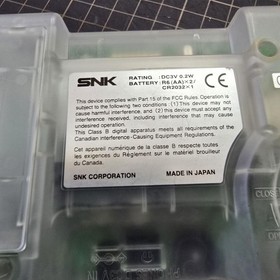 SNK
RATING : DC3V 0.2W
BATTERY : R6(AA)×2/
CR2032×1
CE
This device complies with Part 15 of the FCC Rules. Operation is
subject to the following two conditions : (1) This device may not
cause harmful interference, and (2) this device must accept any
interference received, including interference that may cause
undesired operation.
This Class B digital apparatus meets all requirements of the
Canadian Interference-Causing Equipment Regulations.
Cet appareil numérique de la classe B respecte toutes
les exigences du Règlement sur le matériel brouilleur
du Canada.
SNK CORPORATION MADE IN JAPAN
CLOSE